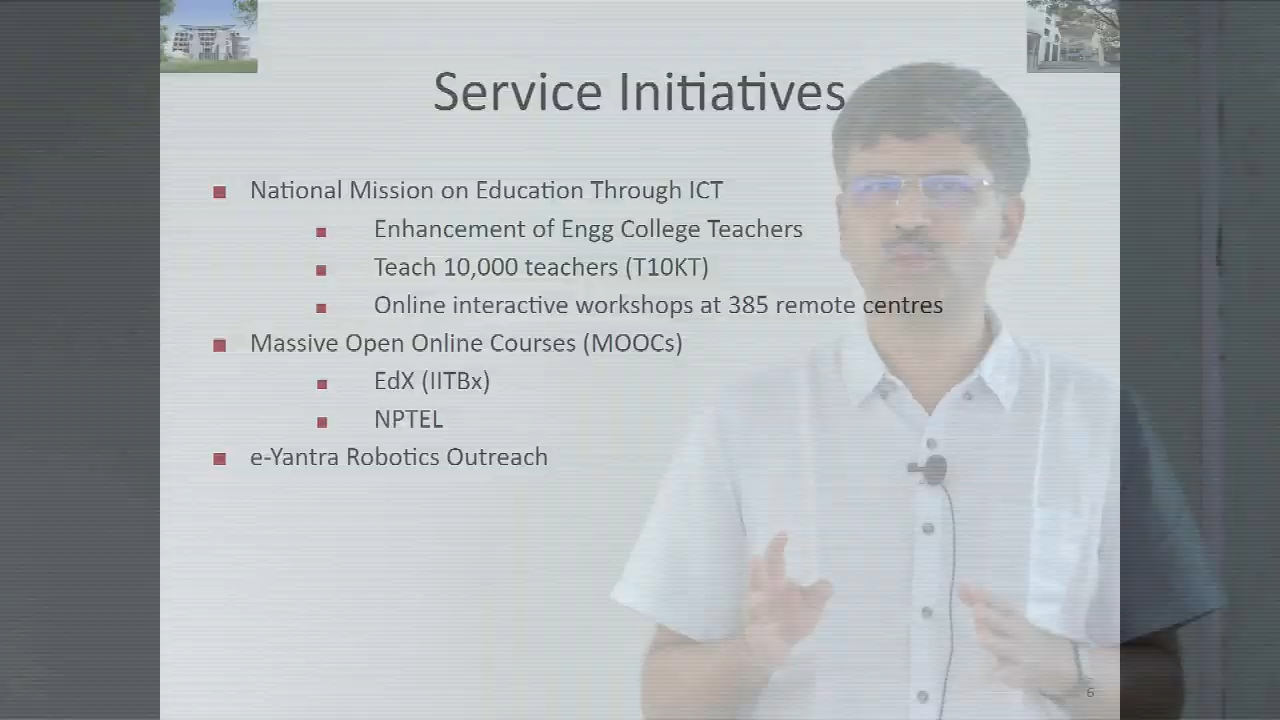 Service Initiatives
National Mission on Education Through ICT
Enhancement of Engg College Teachers
Teach 10,000 teachers (T10KT)
Online interactive workshops at 385 remote centres
Massive Open Online Courses (MOOCs)
EdX (IITBx)
NPTEL
e-Yantra Robotics Outreach
6